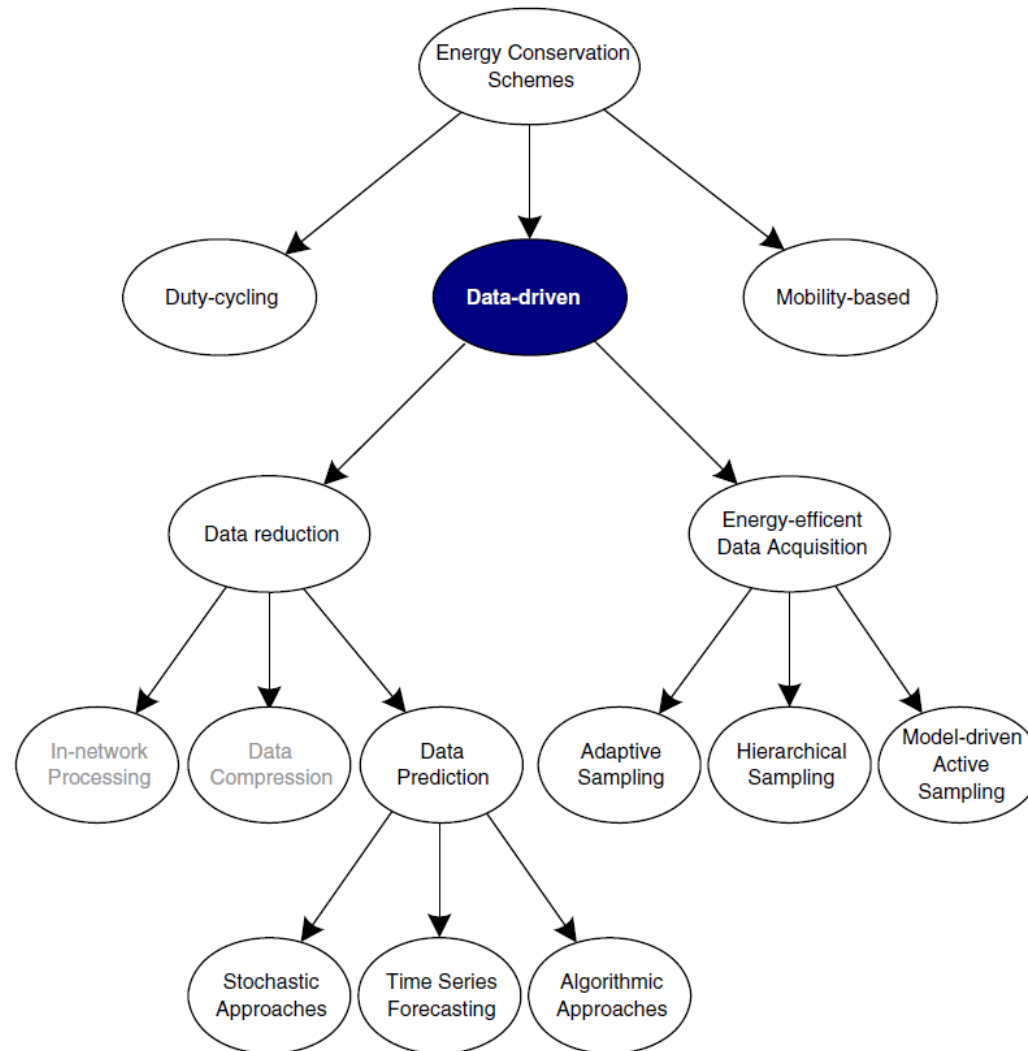 Energy Conservation
Schemes
Duty-cycling
Data-driven
Mobility-based
Data reduction
Energy-efficent
Data Acquisition
In-network
Processing
Data
Compression
Data
Prediction
Adaptive
Sampling
Hierarchical
Sampling
Model-driven
Active
Sampling
Stochastic
Approaches
Time Series
Forecasting
Algorithmic
Approaches